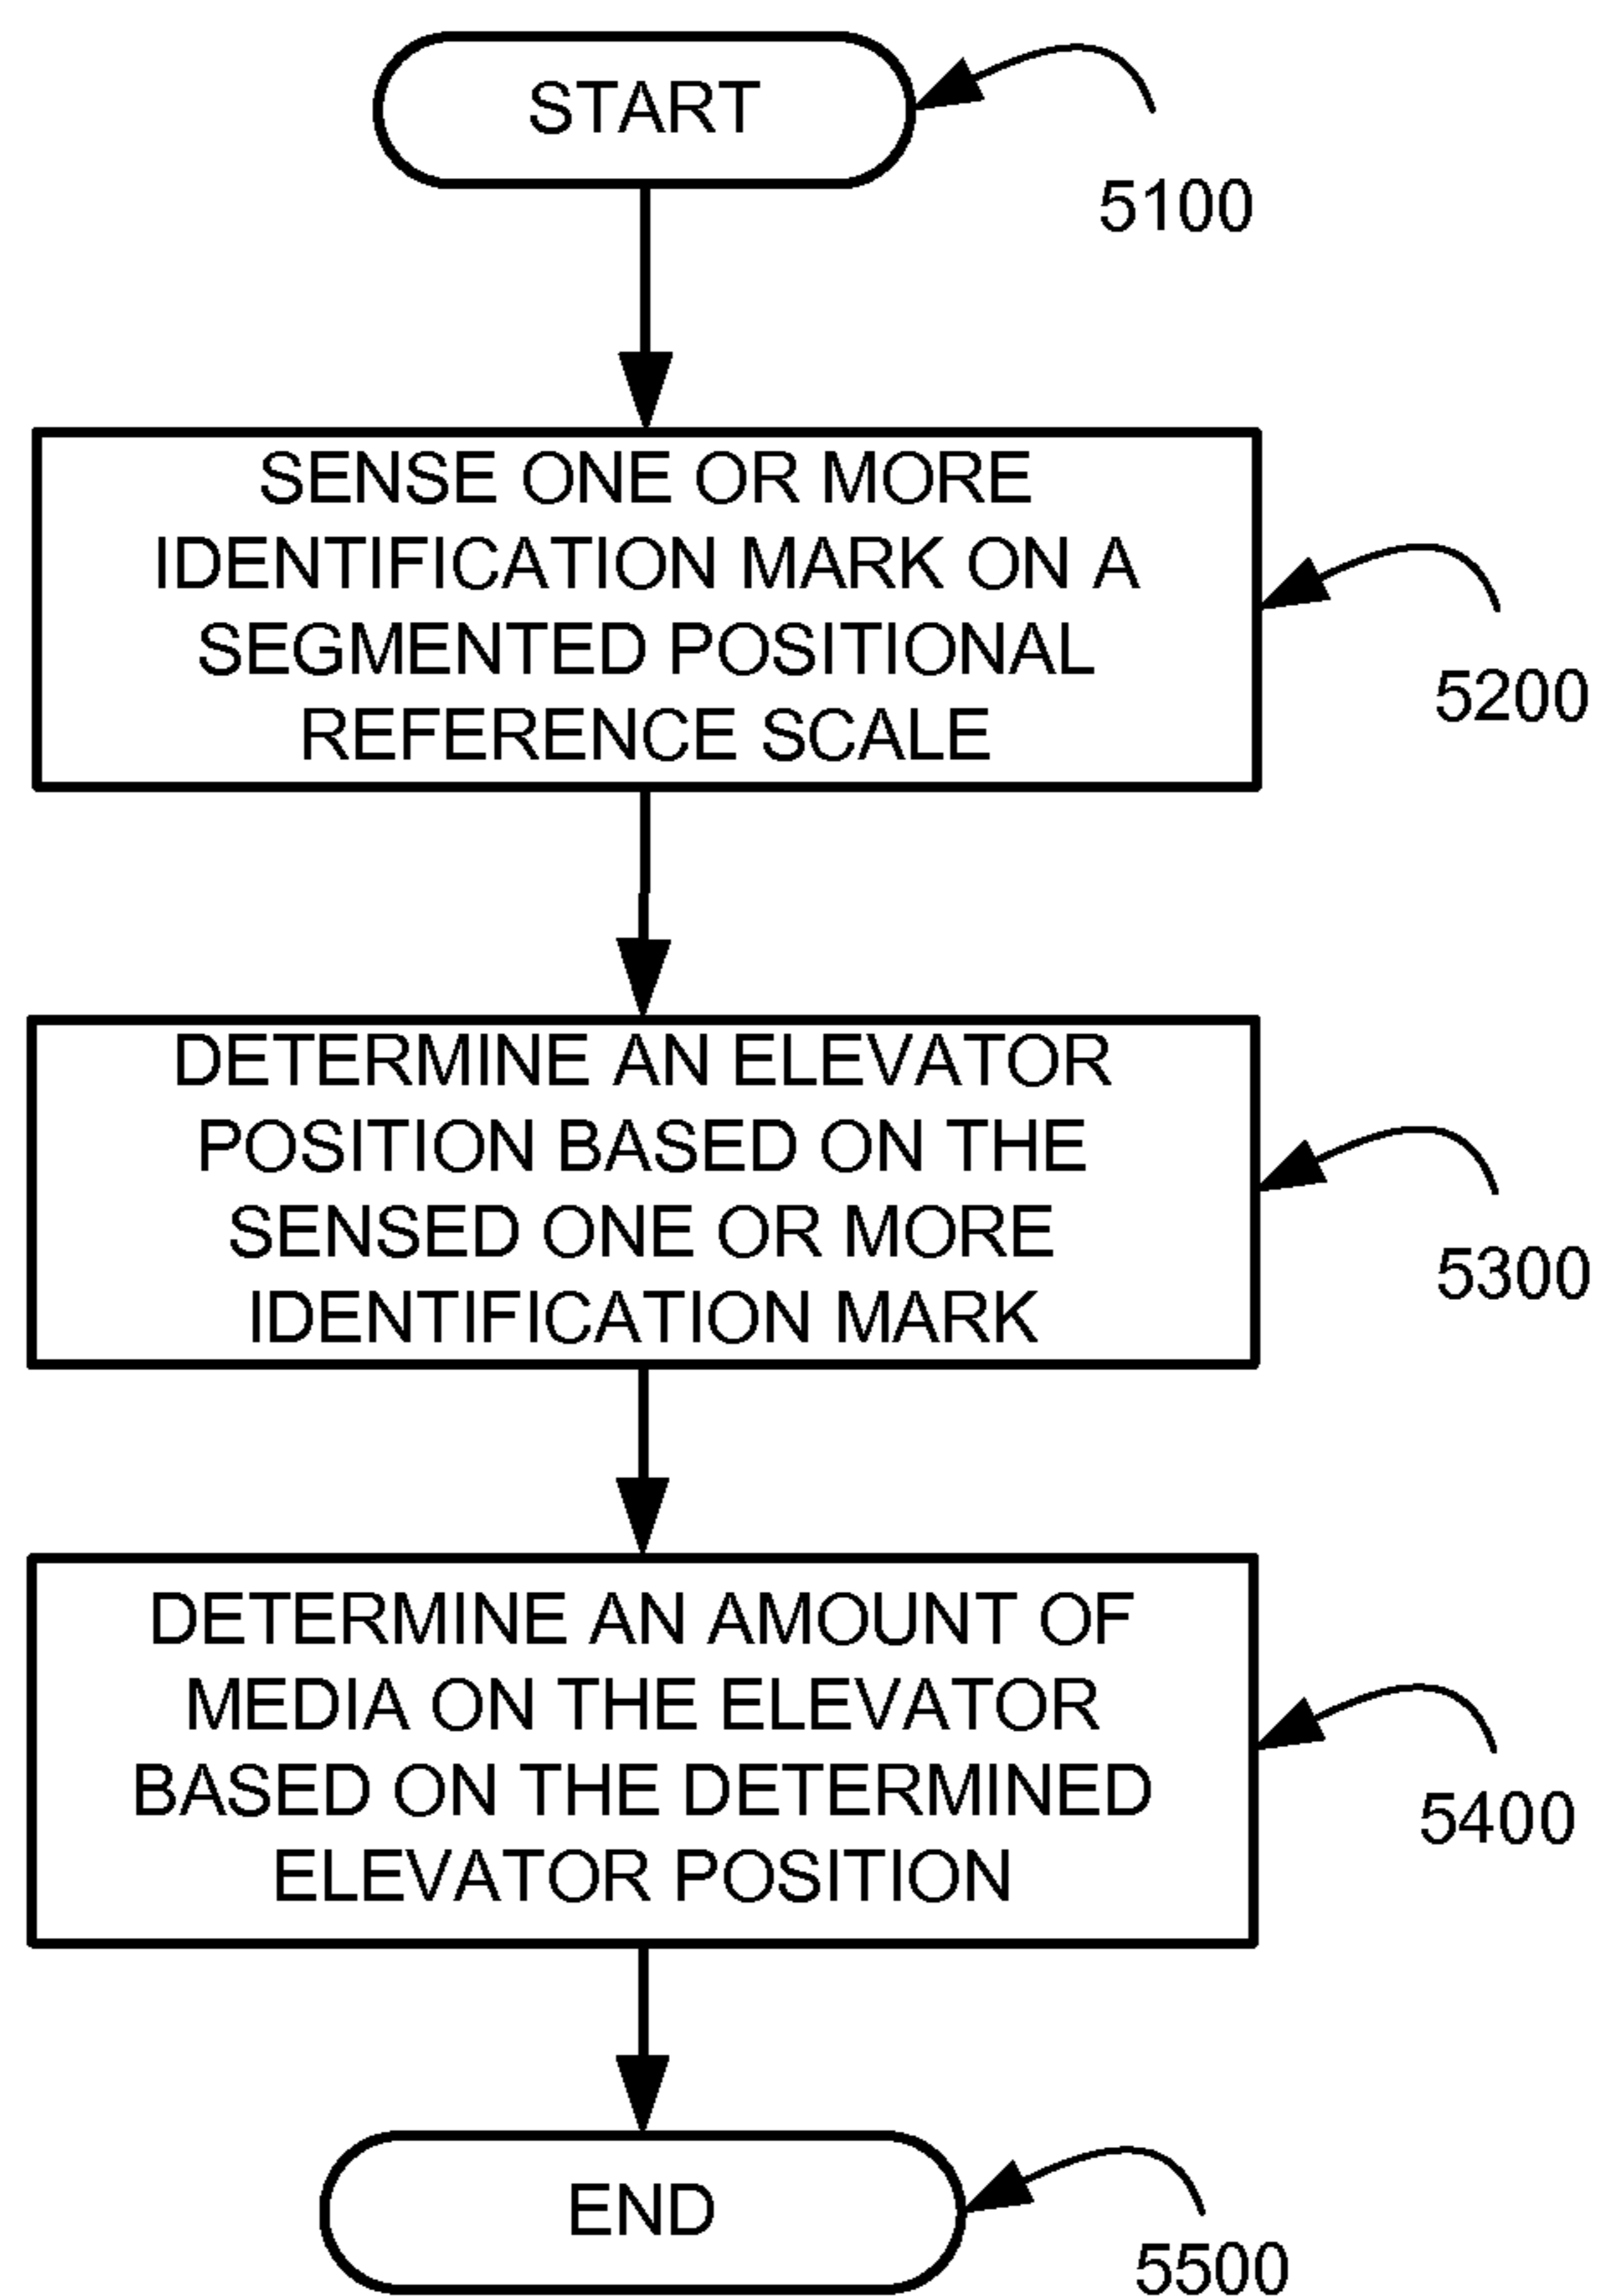 START
5100
SENSE ONE OR MORE
IDENTIFICATION MARK ON A
SEGMENTED POSITIONAL
REFERENCE SCALE
5200
DETERMINE AN ELEVATOR
POSITION BASED ON THE
SENSED ONE OR MORE
IDENTIFICATION MARK
5300
DETERMINE AN AMOUNT OF
MEDIA ON THE ELEVATOR
BASED ON THE DETERMINED
ELEVATOR POSITION
5400
END
5500